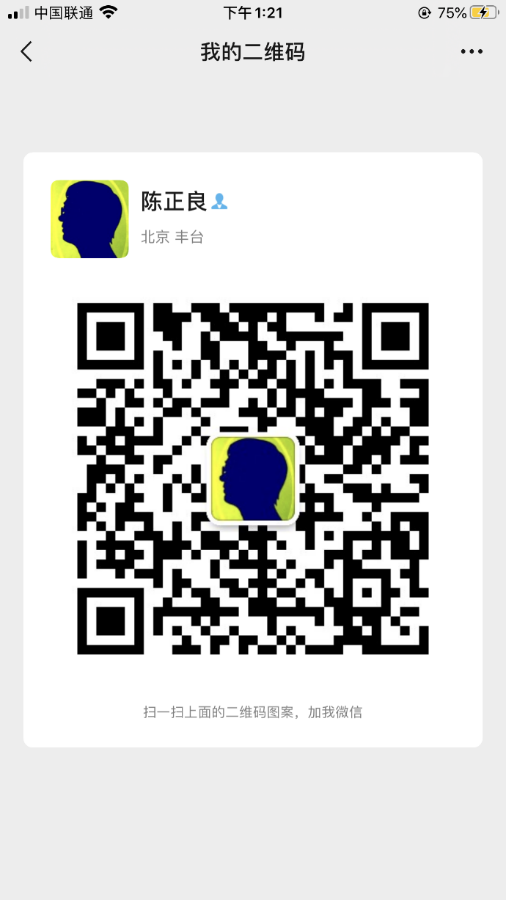 中国联通
下午1:21
75%
我的二维码
陈正良
北京 丰台
扫一扫上面的二维码图案，加我微信